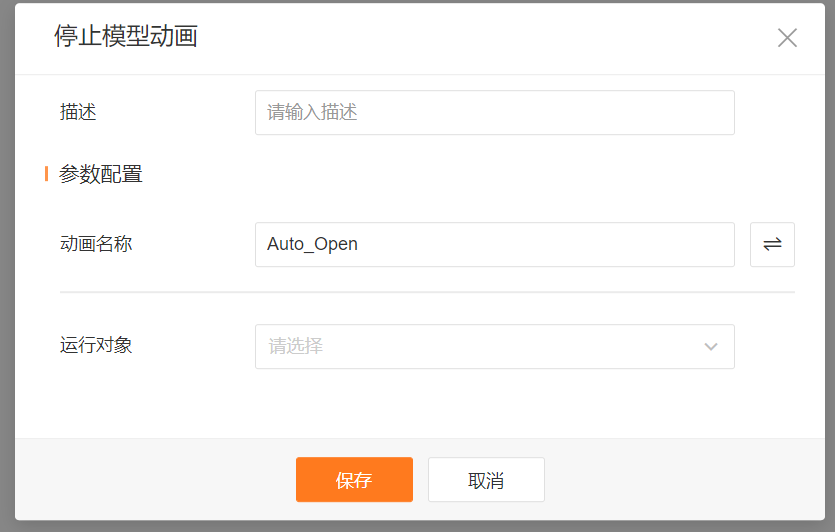 停止模型动画
描述
请输入描述
参数配置
动画名称
Auto_Open
运行对象
请选择
保存
取消